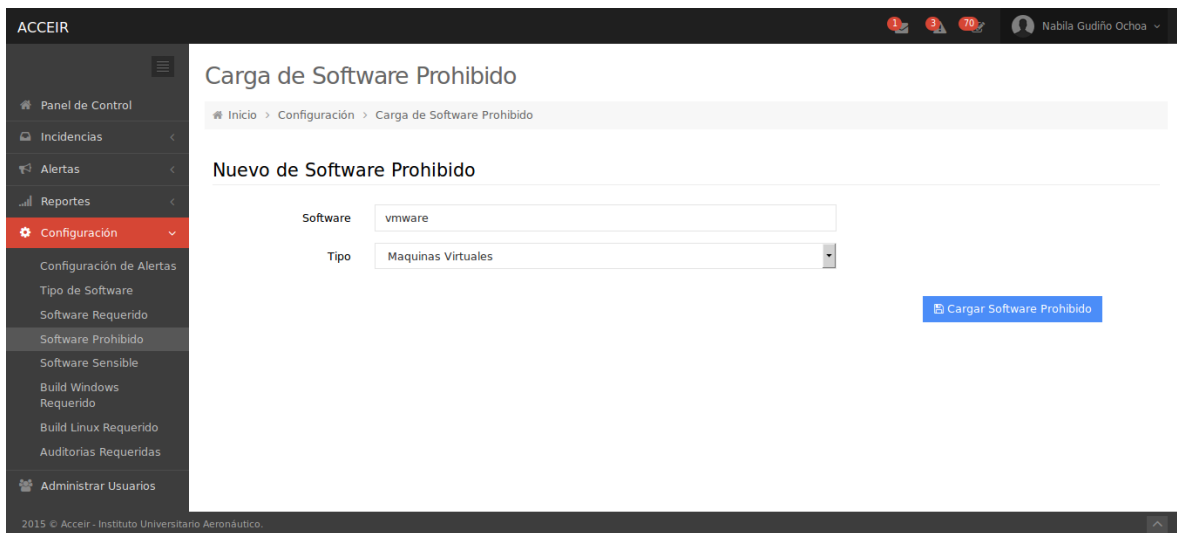 ACCEIR
1
3
70
Nabila Gudiño Ochoa
Panel de Control
Incidencias
Alertas
Reportes
Configuración
Configuración de Alertas
Tipo de Software
Software Requerido
Software Prohibido
Software Sensible
Build Windows
Requerido
Build Linux Requerido
Auditorias Requeridas
Administrar Usuarios
Carga de Software Prohibido
Inicio > Configuración > Carga de Software Prohibido
Nuevo de Software Prohibido
Software
vmware
Tipo
Maquinas Virtuales
Cargar Software Prohibido
2015 © Acceir - Instituto Universitario Aeronáutico.